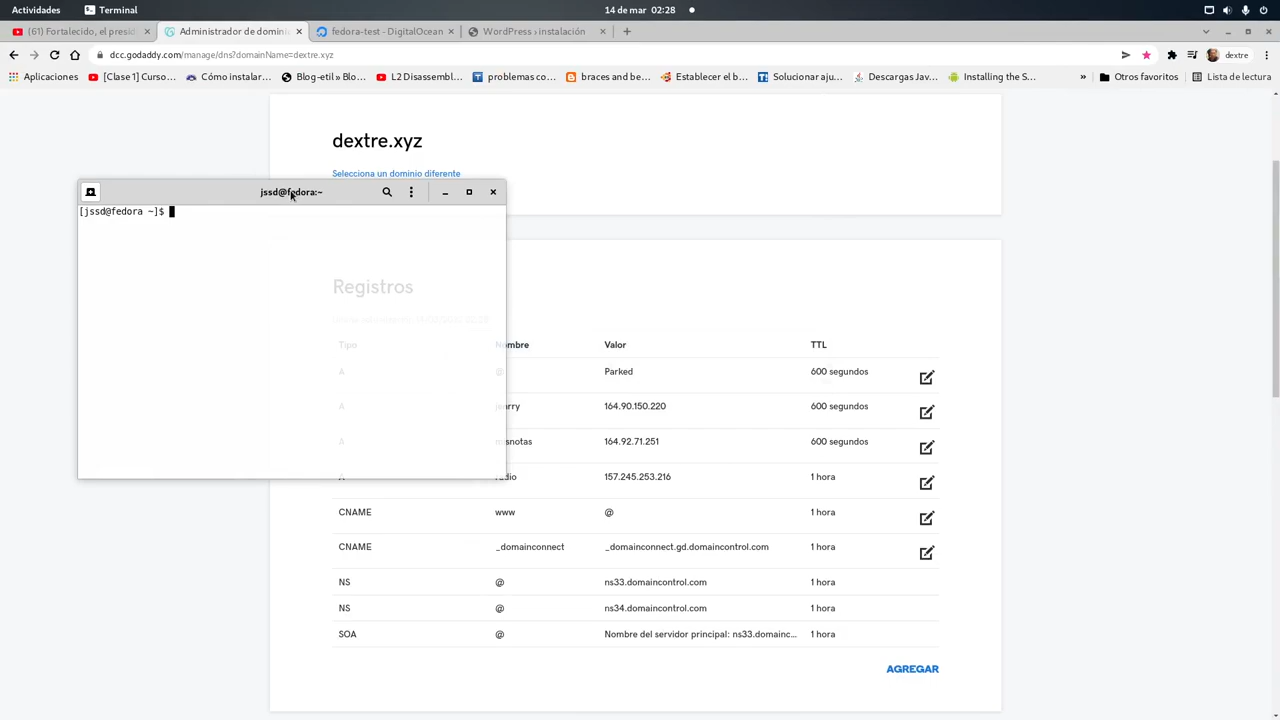 Actividades Terminal 14 de mar 02:28
(61) Fortalecido, el presid Administrador de domini fedora-test - DigitalOcean WordPress › instalación
dcc.godaddy.com/manage/dns?domainName=dextre.xyz dextre
Aplicaciones [Clase 1] Curso... Cómo instalar... Blog-etil » Blo... L2 Disassembl... problemas co... braces and be... Establecer el b... Solucionar aju... Descargas Jav... Installing the S... » Otros favoritos Lista de lectura
dextre.xyz
Selecciona un dominio diferente
jssd@fedora:~
[jssd@fedora ~]$
Registros
Tipo Nombre Valor TTL
A @ Parked 600 segundos
A 164.90.150.220 600 segundos
A misnotas 164.92.71.251 600 segundos
A radio 157.245.253.216 1 hora
CNAME www @ 1 hora
CNAME _domainconnect _domainconnect.gd.domaincontrol.com 1 hora
NS @ ns33.domaincontrol.com 1 hora
NS @ ns34.domaincontrol.com 1 hora
SOA @ Nombre del servidor principal: ns33.domainc... 1 hora
AGREGAR